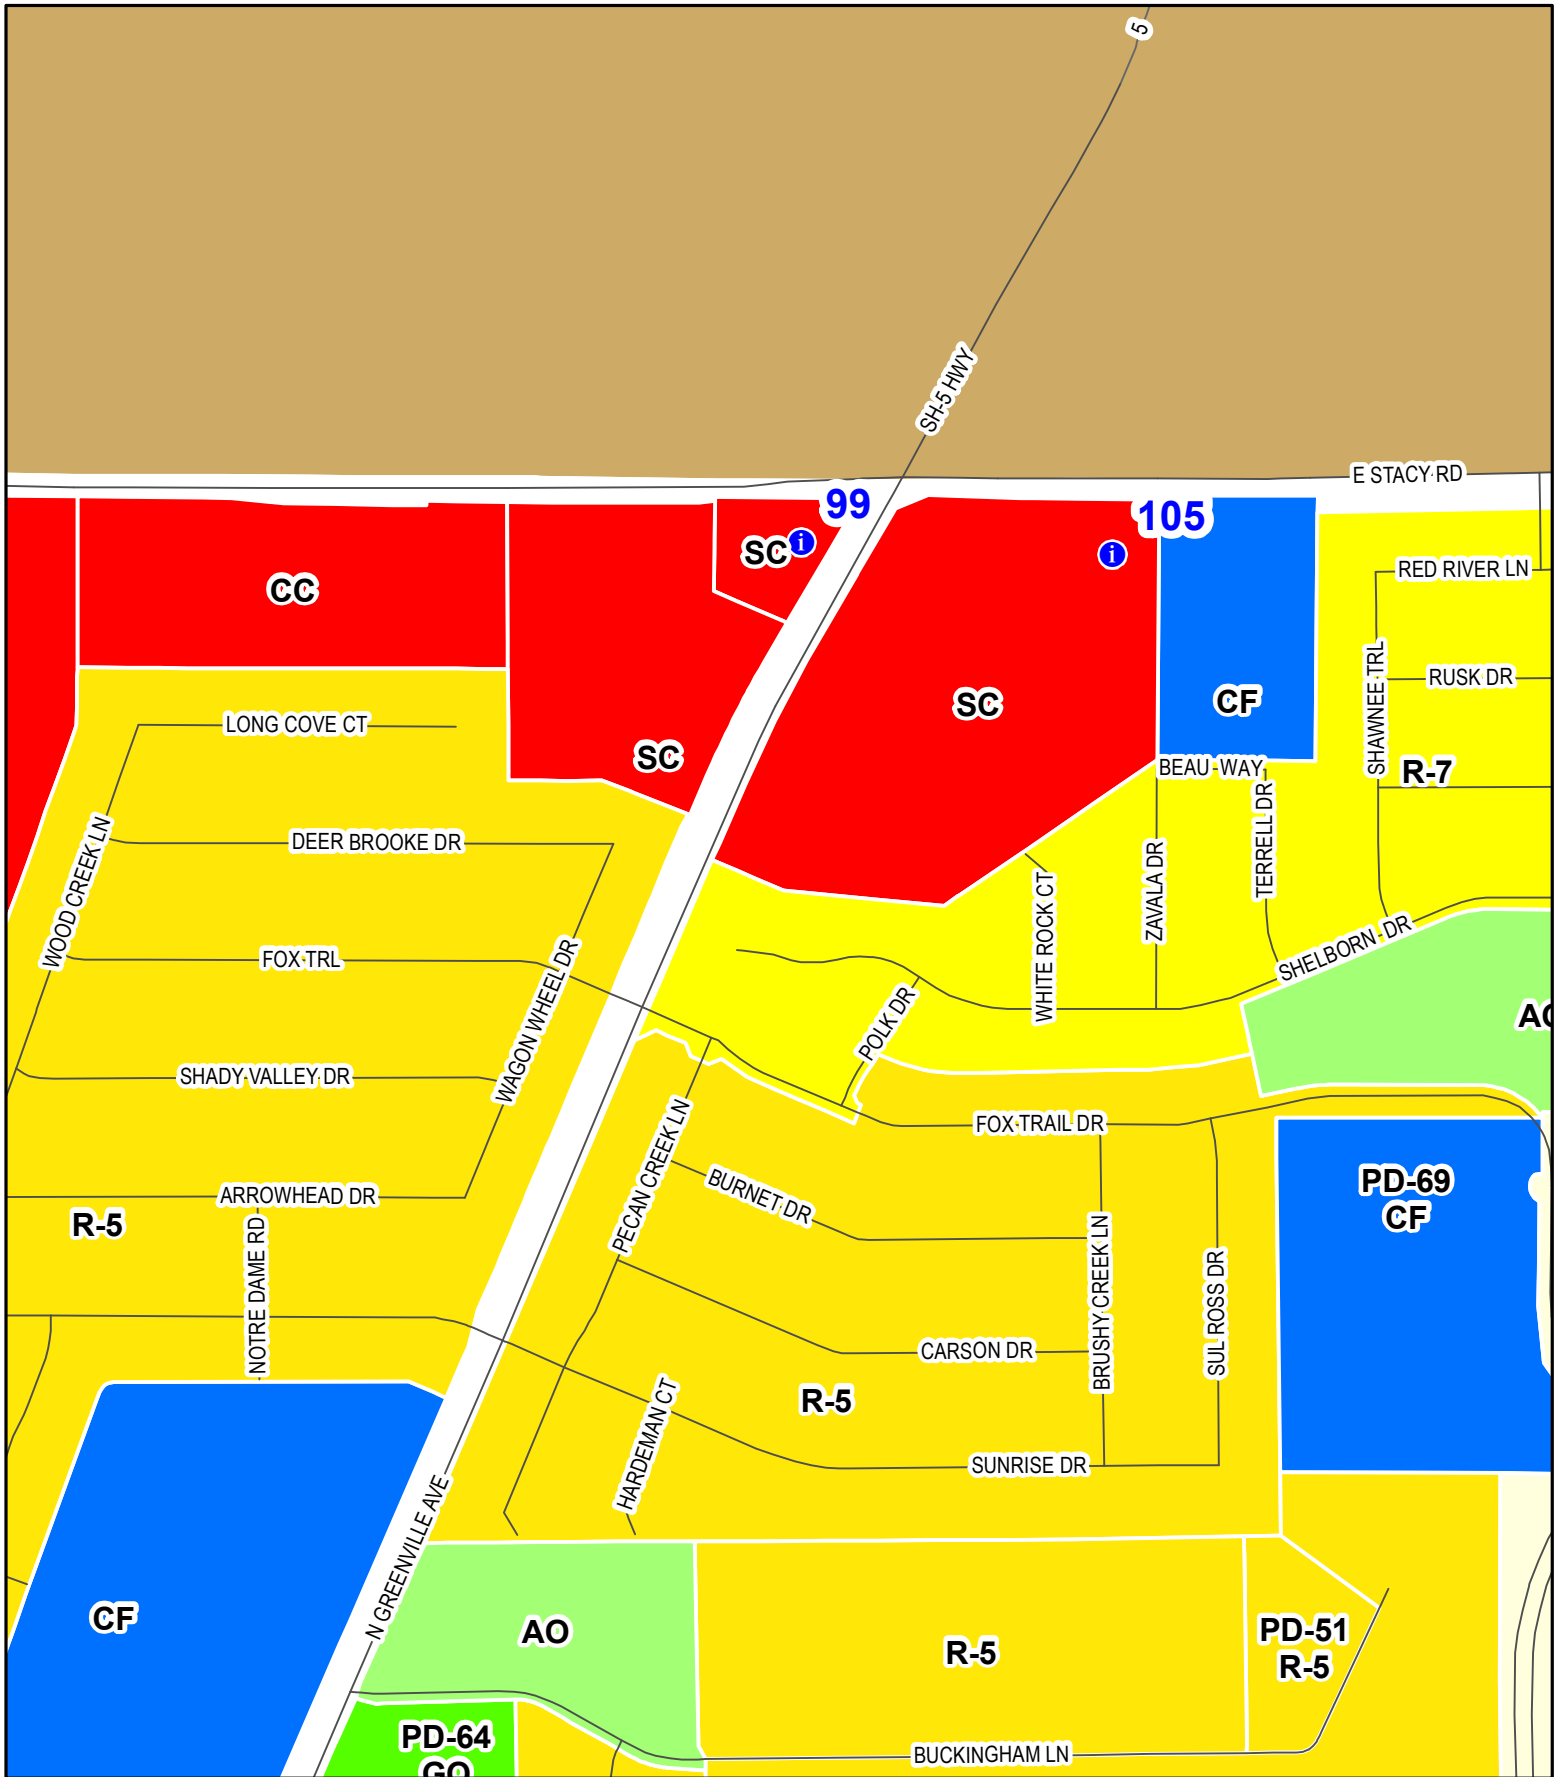 5
SH-5 HWY
E STACY RD
99
105
i
i
SC
CC
RED RIVER LN
SHAWNEE TRL
RUSK DR
CF
SC
LONG COVE CT
SC
BEAU WAY
R-7
TERRELL DR
DEER BROOKE DR
WOOD CREEK LN
ZAVALA DR
WHITE ROCK CT
SHELBORN DR
FOX TRL
WAGON WHEEL DR
POLK DR
AO
SHADY VALLEY DR
FOX TRAIL DR
PECAN CREEK LN
BURNET DR
PD-69
CF
ARROWHEAD DR
R-5
NOTRE DAME RD
BRUSHY CREEK LN
SUL ROSS DR
CARSON DR
R-5
HARDEMAN CT
SUNRISE DR
N GREENVILLE AVE
CF
AO
R-5
PD-51
R-5
PD-64
GO
BUCKINGHAM LN